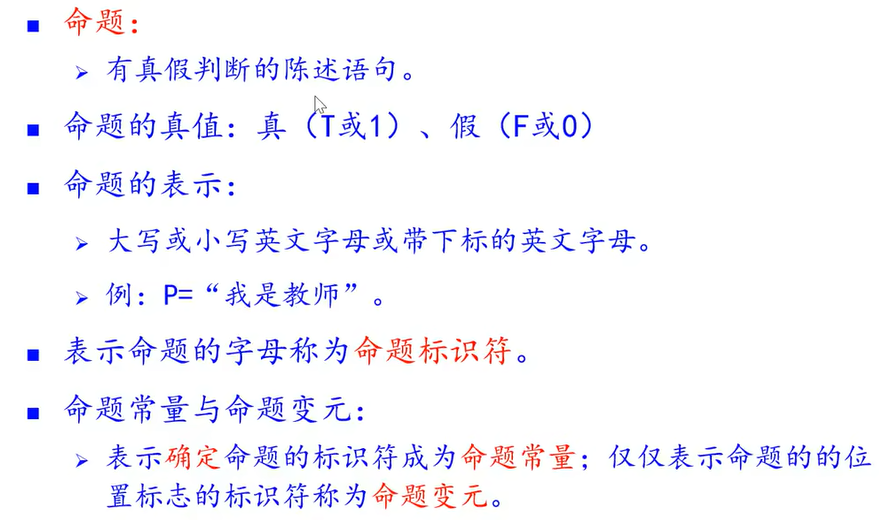 命题：
有真假判断的陈述语句。
命题的真值：真（T或1）、假（F或0）
命题的表示：
大写或小写英文字母或带下标的英文字母。
例：P=“我是教师”。
表示命题的字母称为命题标识符。
命题常量与命题变元：
表示确定命题的标识符成为命题常量；仅仅表示命题的的位
置标志的标识符称为命题变元。